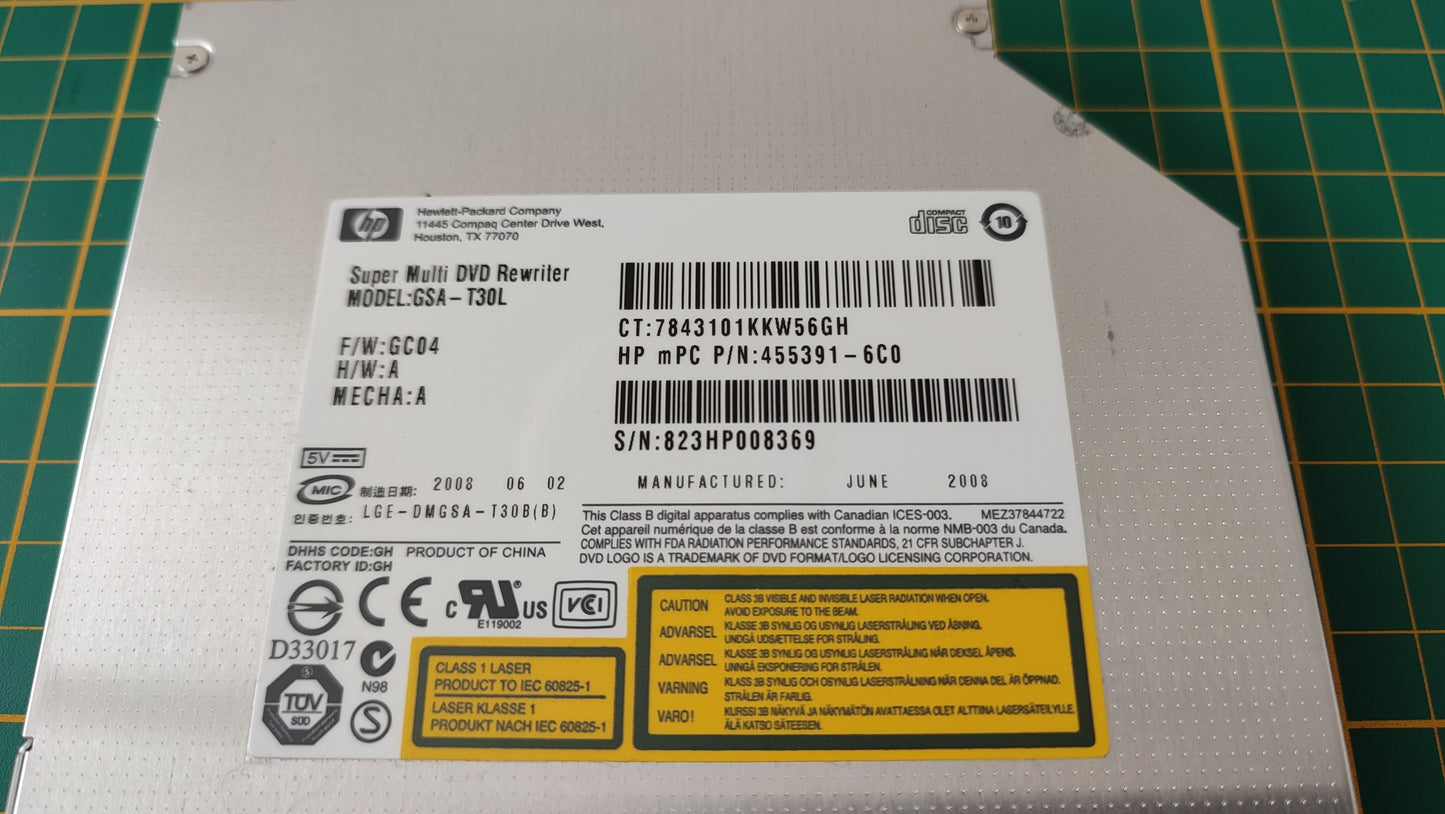 hp
Hewlett-Packard Company
11445 Compaq Center Drive West,
Houston, TX 77070
COMPACT
disc
10
Super Multi DVD Rewriter
MODEL:GSA-T30L
F/W:GC04
H/W:A
MECHA:A
CT:7843101KKW56GH
HP mPC P/N:455391-6C0
S/N:823HP008369
5V
MIC
制造日期: 2008 06 02
MANUFACTURED: JUNE 2008
인증번호: LGE-DMGSA-T30B(B)
This Class B digital apparatus complies with Canadian ICES-003. MEZ37844722
Cet appareil numérique de la classe B est conforme à la norme NMB-003 du Canada.
COMPLIES WITH FDA RADIATION PERFORMANCE STANDARDS, 21 CFR SUBCHAPTER J.
DVD LOGO IS A TRADEMARK OF DVD FORMAT/LOGO LICENSING CORPORATION.
DHHS CODE:GH PRODUCT OF CHINA
FACTORY ID:GH
CE
c RU® US
E119002
VCI
D33017
N98
S
TÜV
SÜD
S
CLASS 1 LASER
PRODUCT TO IEC 60825-1
LASER KLASSE 1
PRODUKT NACH IEC 60825-1
CAUTION CLASS 3B VISIBLE AND INVISIBLE LASER RADIATION WHEN OPEN.
AVOID EXPOSURE TO THE BEAM.
ADVARSEL KLASSE 3B SYNLIG OG USYNLIG LASERSTRÅLING VED ÅBNING.
UNDGÅ UDSÆTTELSE FOR STRÅLING.
ADVARSEL KLASSE 3B SYNLIG OG USYNLIG LASERSTRÅLING NÅR DEKSEL ÅPENS.
UNNGÅ EKSPONERING FOR STRÅLEN.
VARNING KLASS 3B SYNLIG OCH OSYNLIG LASERSTRÅLNING NÄR DENNA DEL ÄR ÖPPNAD.
STRÅLEN ÄR FARLIG.
VARO! KURSSI 3B NÄKYVÄ JA NÄKYMÄTÖN AVATTAESSA OLET ALTTINA LASERSÄTEILYLLE.
ÄLÄ KATSO SÄTEESEN.